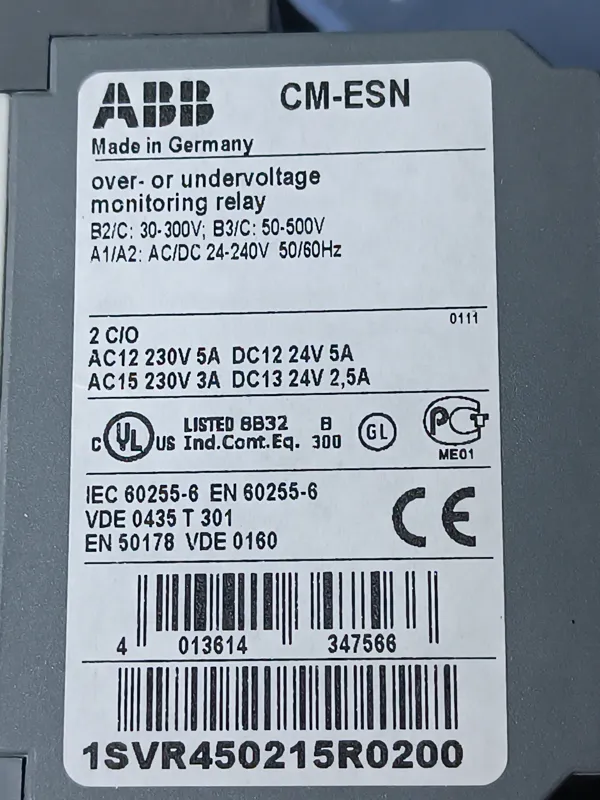 ABB CM-ESN
Made in Germany
over- or undervoltage
monitoring relay
B2/C: 30-300V; B3/C: 50-500V
A1/A2: AC/DC 24-240V 50/60Hz
0111
2 C/O
AC12 230V 5A DC12 24V 5A
AC15 230V 3A DC13 24V 2,5A
C UL US LISTED 8B32 B
Ind.Cont.Eq. 300
GL
PCT
ME01
IEC 60255-6 EN 60255-6
VDE 0435 T 301
EN 50178 VDE 0160
CE
4 013614 347566
1SVR450215R0200